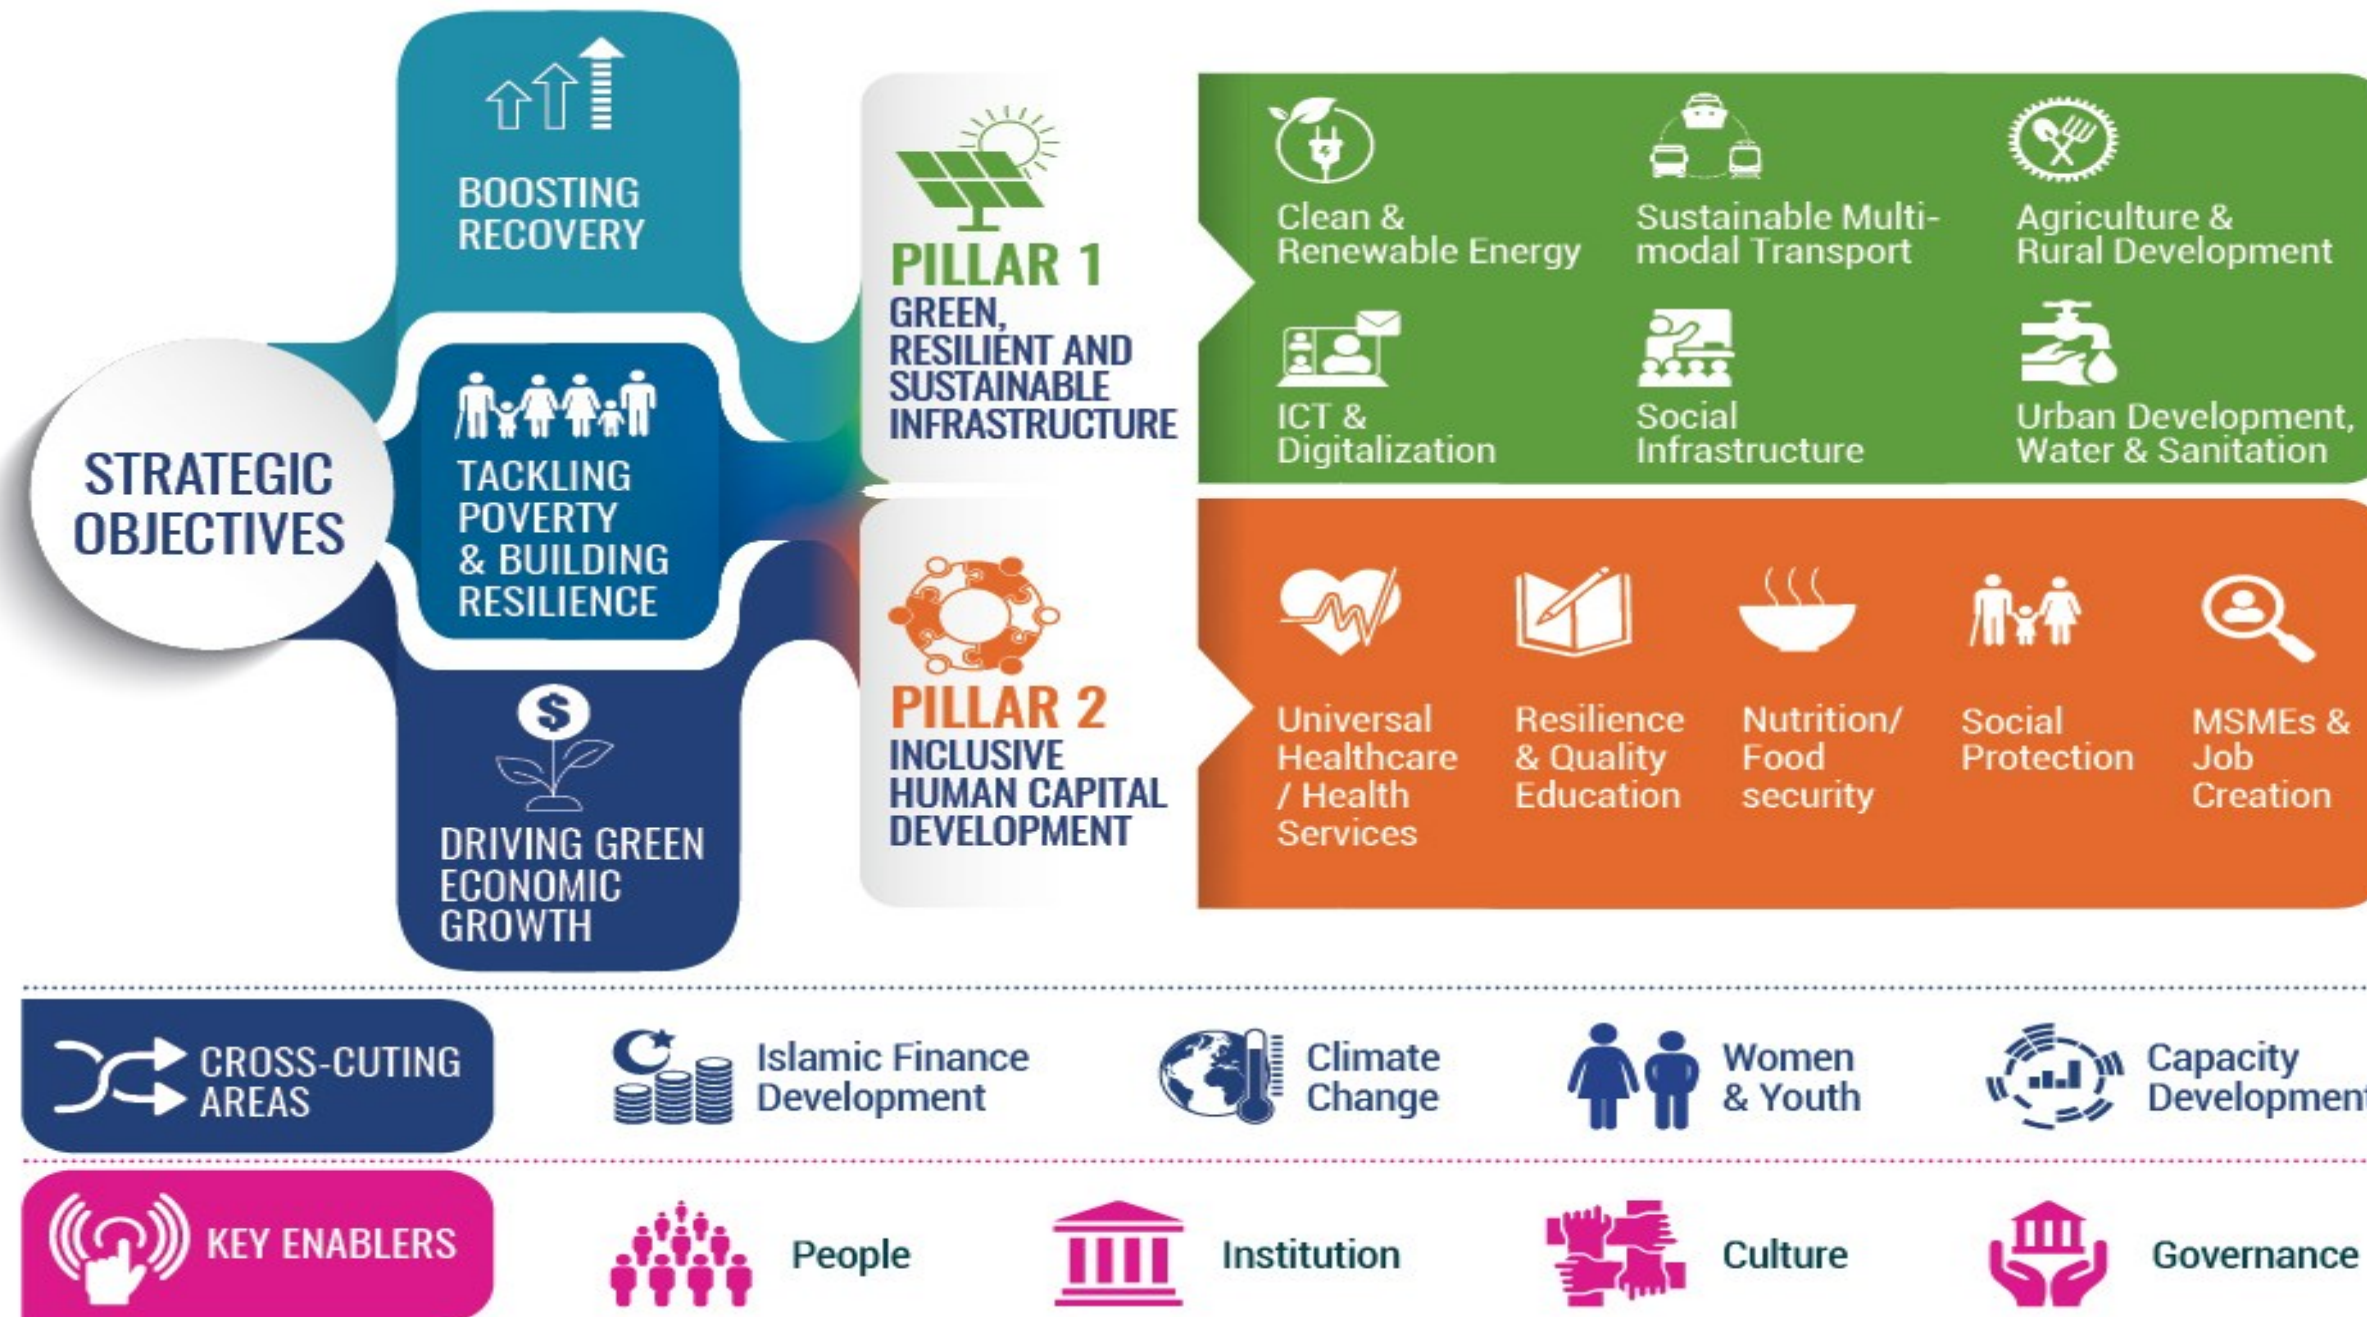 STRATEGIC
OBJECTIVES
BOOSTING
RECOVERY
TACKLING
POVERTY
& BUILDING
RESILIENCE
DRIVING GREEN
ECONOMIC
GROWTH
PILLAR 1
GREEN,
RESILIENT AND
SUSTAINABLE
INFRASTRUCTURE
Clean &
Renewable Energy
Sustainable Multi-
modal Transport
Agriculture &
Rural Development
ICT &
Digitalization
Social
Infrastructure
Urban Development,
Water & Sanitation
PILLAR 2
INCLUSIVE
HUMAN CAPITAL
DEVELOPMENT
Universal
Healthcare
/ Health
Services
Resilience
& Quality
Education
Nutrition/
Food
security
Social
Protection
MSMEs &
Job
Creation
CROSS-CUTING
AREAS
Islamic Finance
Development
Climate
Change
Women
& Youth
Capacity
Development
KEY ENABLERS
People
Institution
Culture
Governance